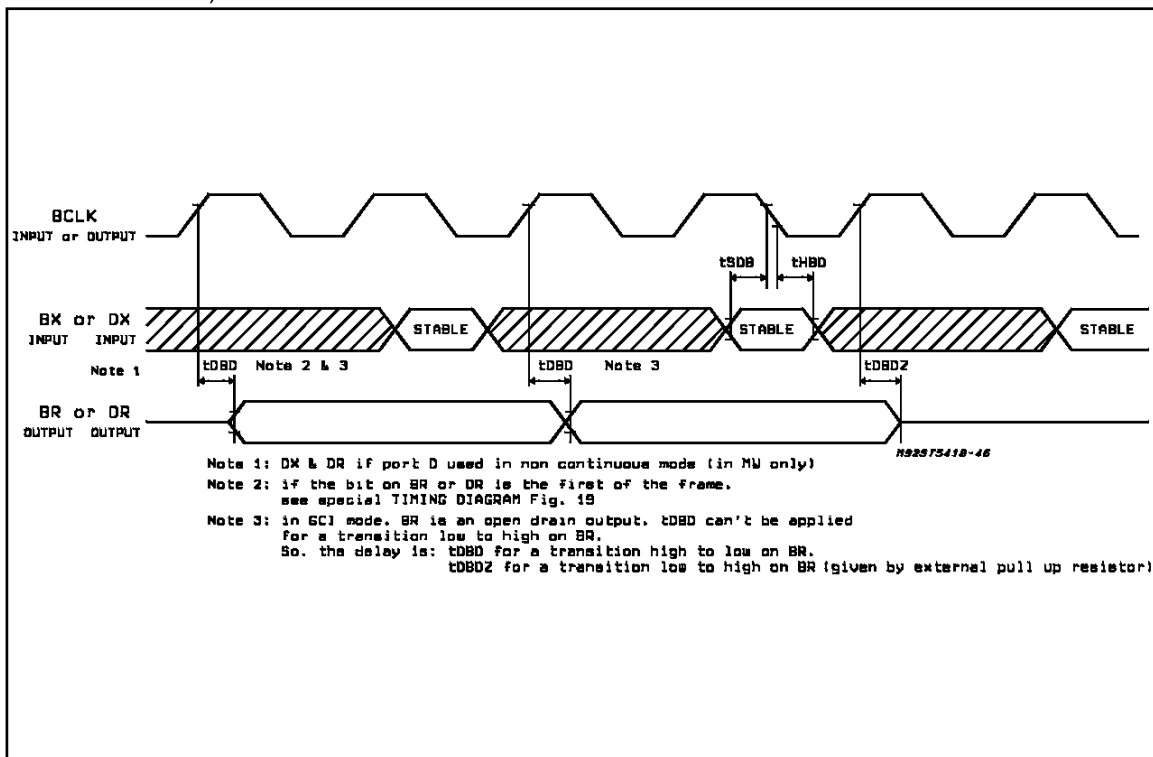 BCLK
INPUT or OUTPUT
tSDB tHBD
BX or DX
INPUT INPUT
STABLE STABLE STABLE
Note 1
tDBD Note 2 & 3 tDBD Note 3 tDBDZ
BR or DR
OUTPUT OUTPUT
M92STS41B-46
Note 1: DX & DR if port D used in non continuous mode (in MW only)
Note 2: if the bit on BR or DR is the first of the frame.
see special TIMING DIAGRAM Fig. 19
Note 3: in GCI mode. BR is an open drain output. tDBD can't be applied
for a transition low to high on BR.
So. the delay is: tDBD for a transition high to low on BR.
tDBDZ for a transition low to high on BR (given by external pull up resistor)